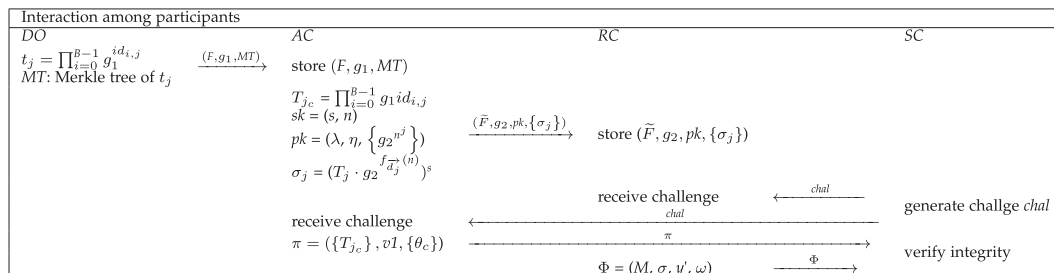 Interaction among participants
DO AC RC SC
t_j = ∏_{i=0}^{B−1} g_1^{id_{i,j}} (F, g_1, MT) ⟶ store (F, g_1, MT)
MT: Merkle tree of t_j
T_{j_c} = ∏_{i=0}^{B−1} g_1 id_{i,j}
sk = (s, n)
pk = (λ, η, {g_2^{n^j}}) (F̃, g_2, pk, {σ_j}) ⟶ store (F̃, g_2, pk, {σ_j})
σ_j = (T_j · g_2^{f_{\vec{d_j}}(n)})^s
receive challenge ⟵ chal
generate challge chal
receive challenge ⟵ chal
π = ({T_{j_c}}, v1, {θ_c}) π ⟶
verify integrity
Φ = (M, σ, y′, ω) Φ ⟶